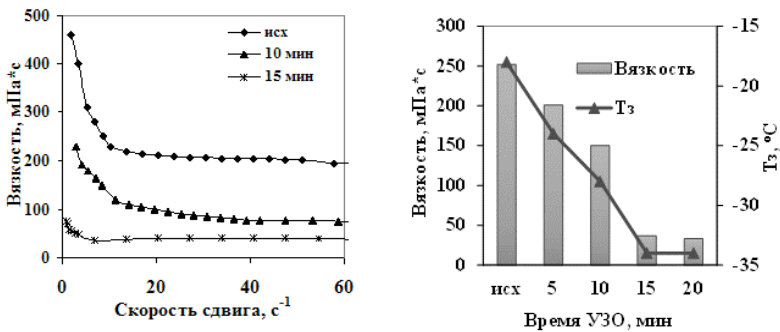 500
400
300
200
100
0
Вязкость, мПа*с
исх
10 мин
15 мин
0 20 40 60
Скорость сдвига, с-1
300
250
200
150
100
50
0
Вязкость, мПа*с
Вязкость
Тз
-15
-20
-25
-30
-35
Тз, °С
исх 5 10 15 20
Время УЗО, мин